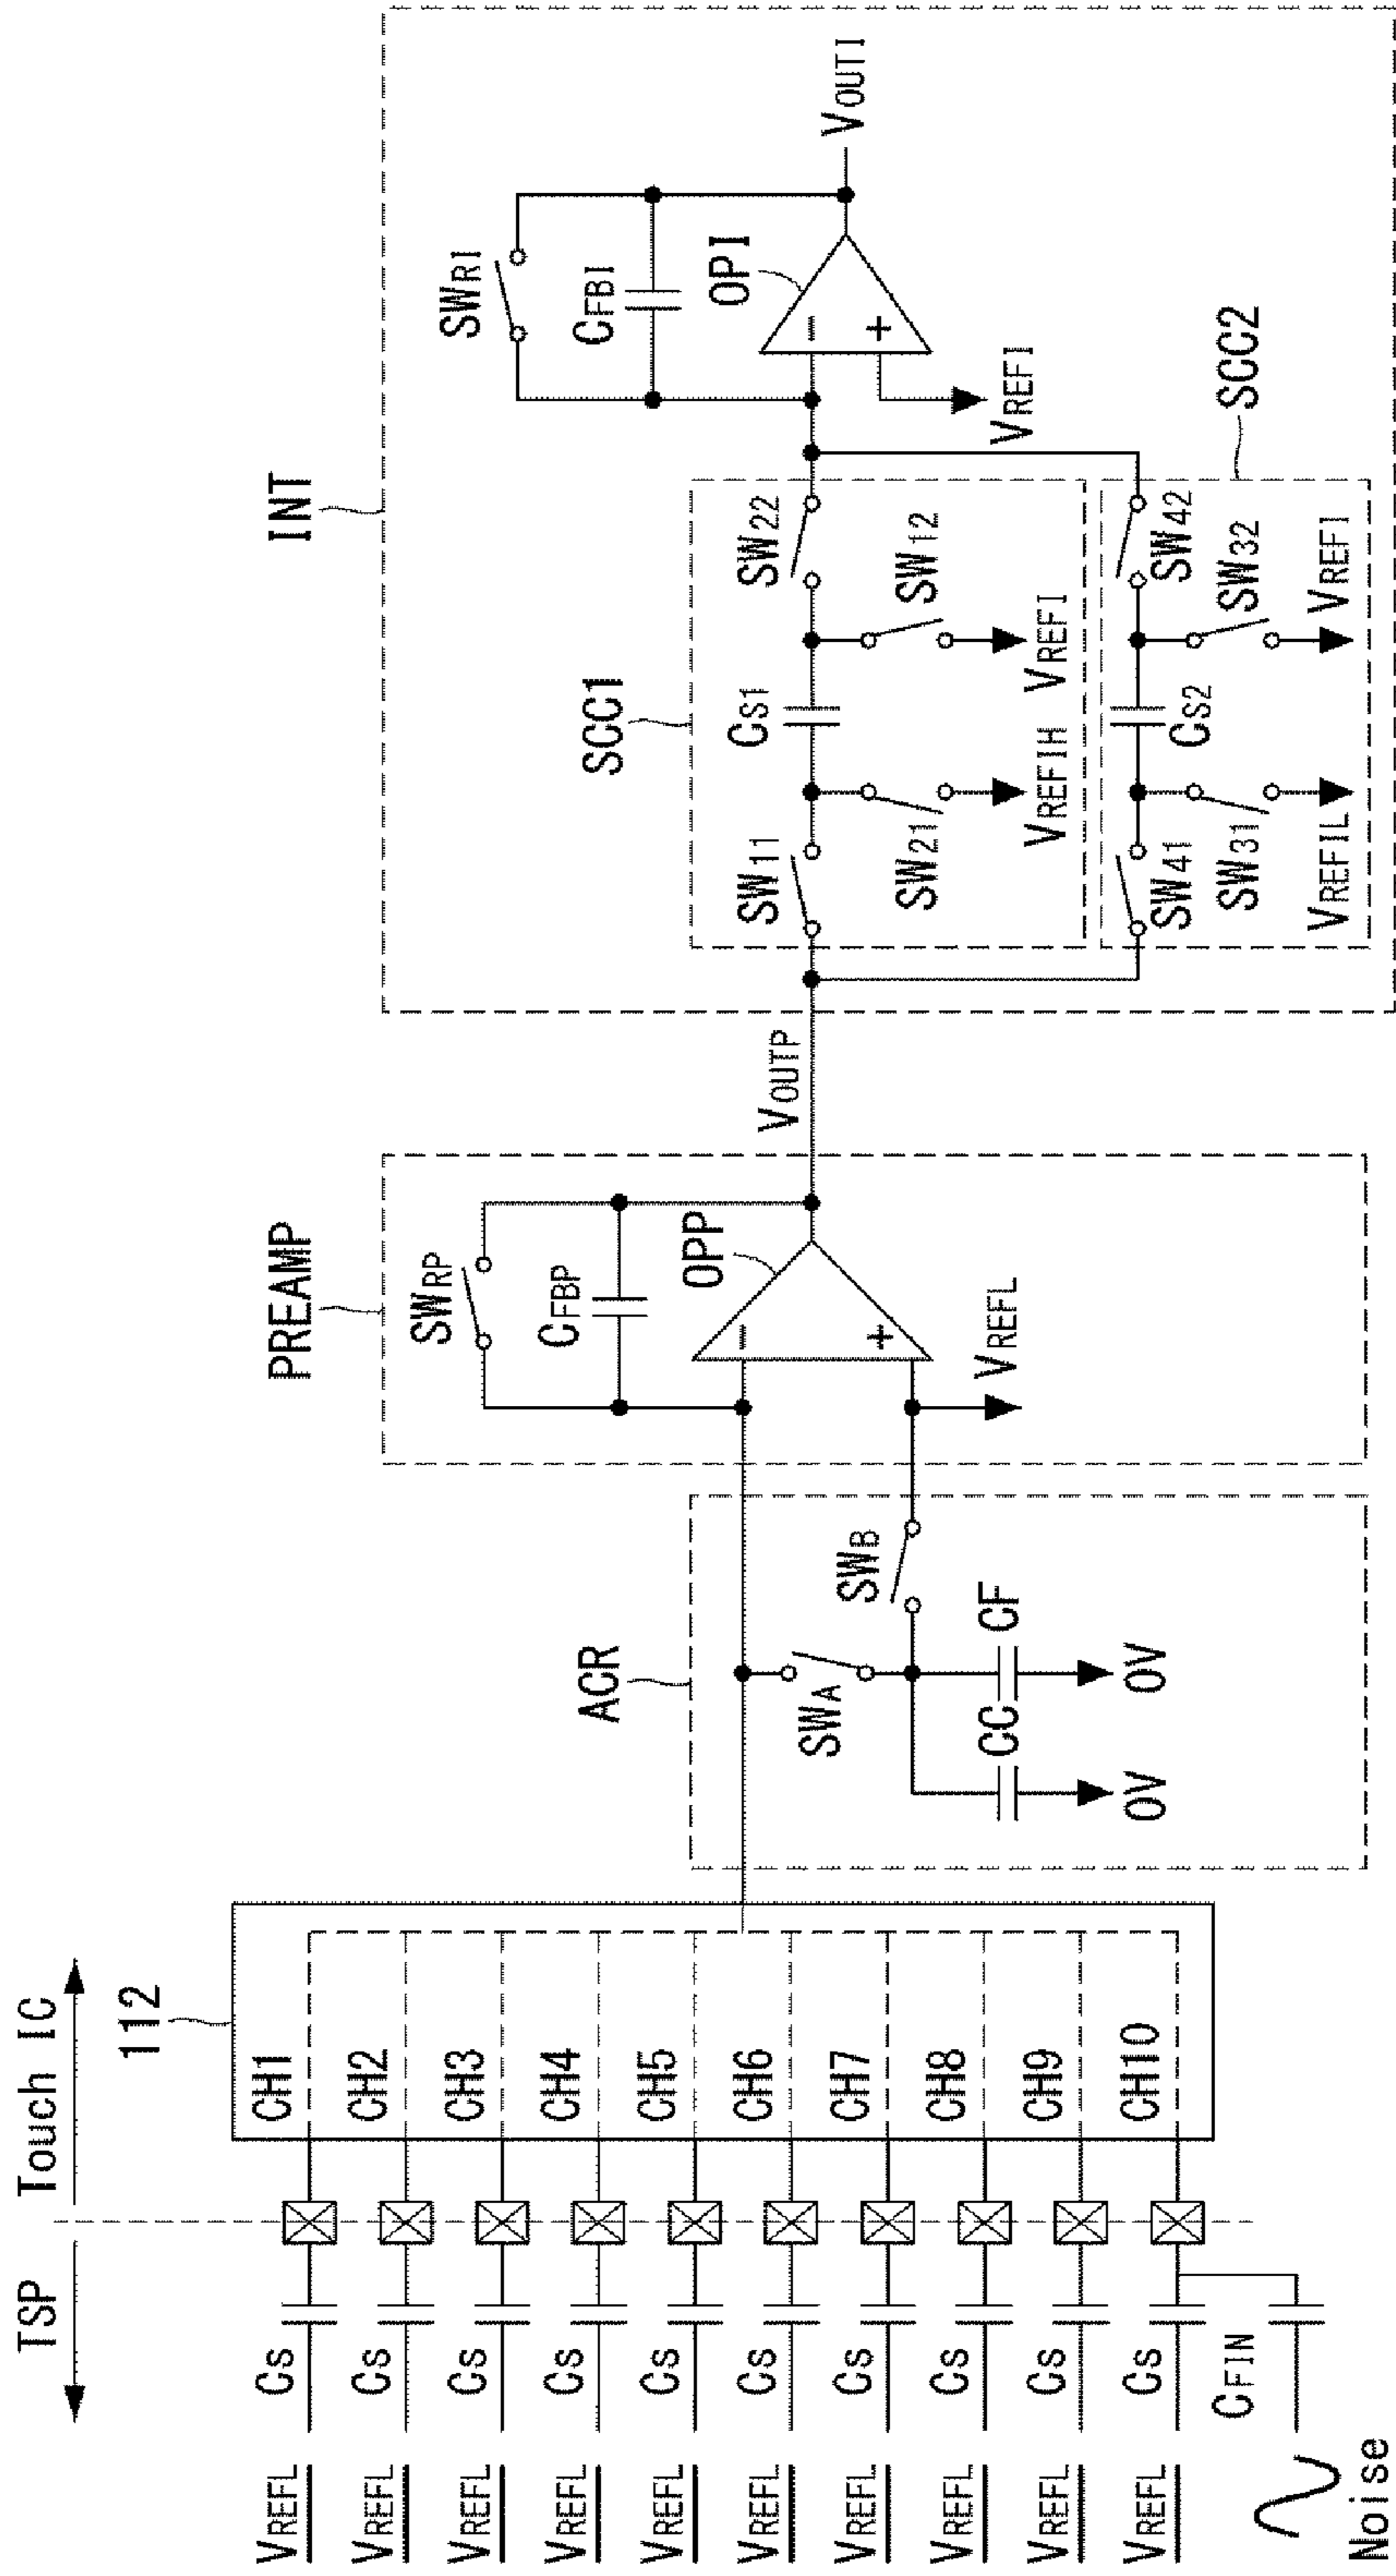 TSP
Touch IC
112
VREFL
CS
CH1
VREFL
CS
CH2
VREFL
CS
CH3
VREFL
CS
CH4
VREFL
CS
CH5
VREFL
CS
CH6
VREFL
CS
CH7
VREFL
CS
CH8
VREFL
CS
CH9
VREFL
CS
CH10
CFIN
Noise
ACR
SWA
SWB
CC
CF
0V
0V
PREAMP
SWRP
CFBP
OPP
-
+
VREFL
VOUTP
INT
SCC1
SW11
CS1
SW22
SW21
SW12
VREFIH
VREFI
SWRI
CFBI
OPI
-
+
VREFI
VOUTI
SCC2
SW41
CS2
SW42
SW31
SW32
VREFIL
VREFI